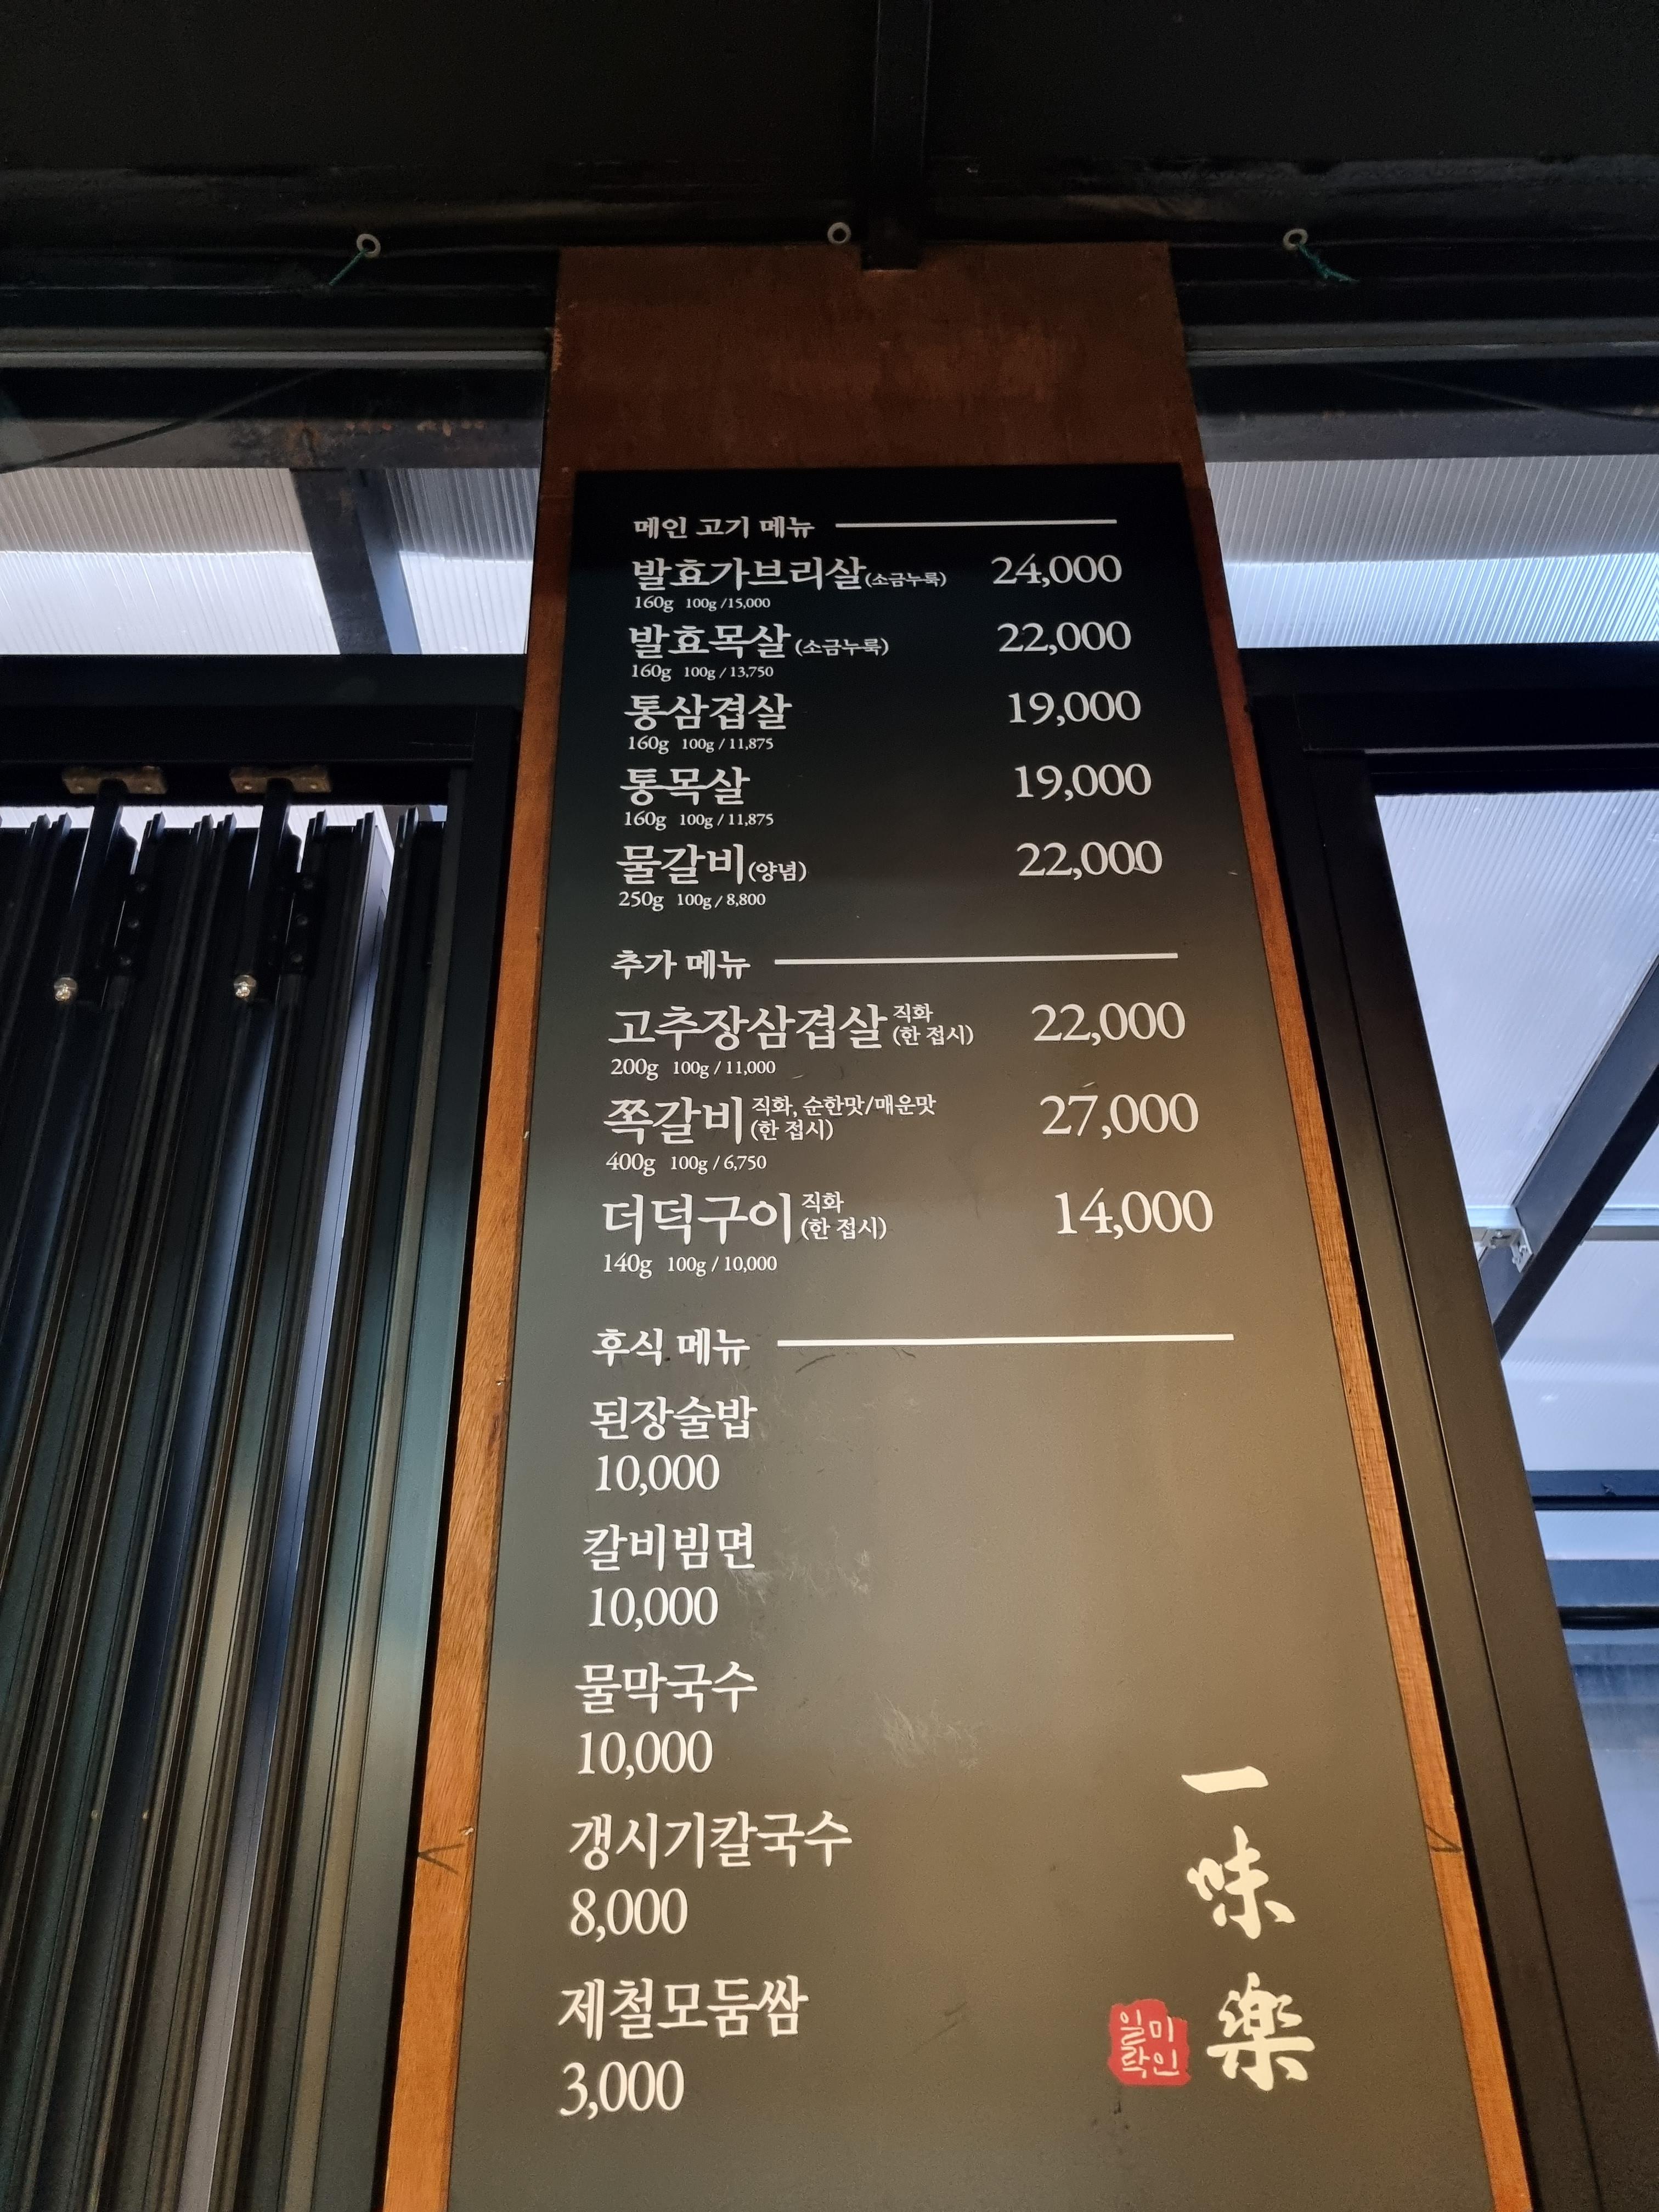 메인 고기 메뉴
발효가브리살(소금누룩) 24,000
160g 100g /15,000
발효목살 (소금누룩) 22,000
160g 100g / 13,750
통삼겹살 19,000
160g 100g / 11,875
통목살 19,000
160g 100g / 11,875
물갈비(양념) 22,000
250g 100g / 8,800
추가 메뉴
고추장삼겹살 직화 (한 접시) 22,000
200g 100g / 11,000
쪽갈비 직화, 순한맛/매운맛 (한 접시) 27,000
400g 100g / 6,750
더덕구이 직화 (한 접시) 14,000
140g 100g / 10,000
후식 메뉴
된장술밥
10,000
칼비빔면
10,000
물막국수
10,000
갱시기칼국수
8,000
제철모둠쌈
3,000
一味楽
일미
락인